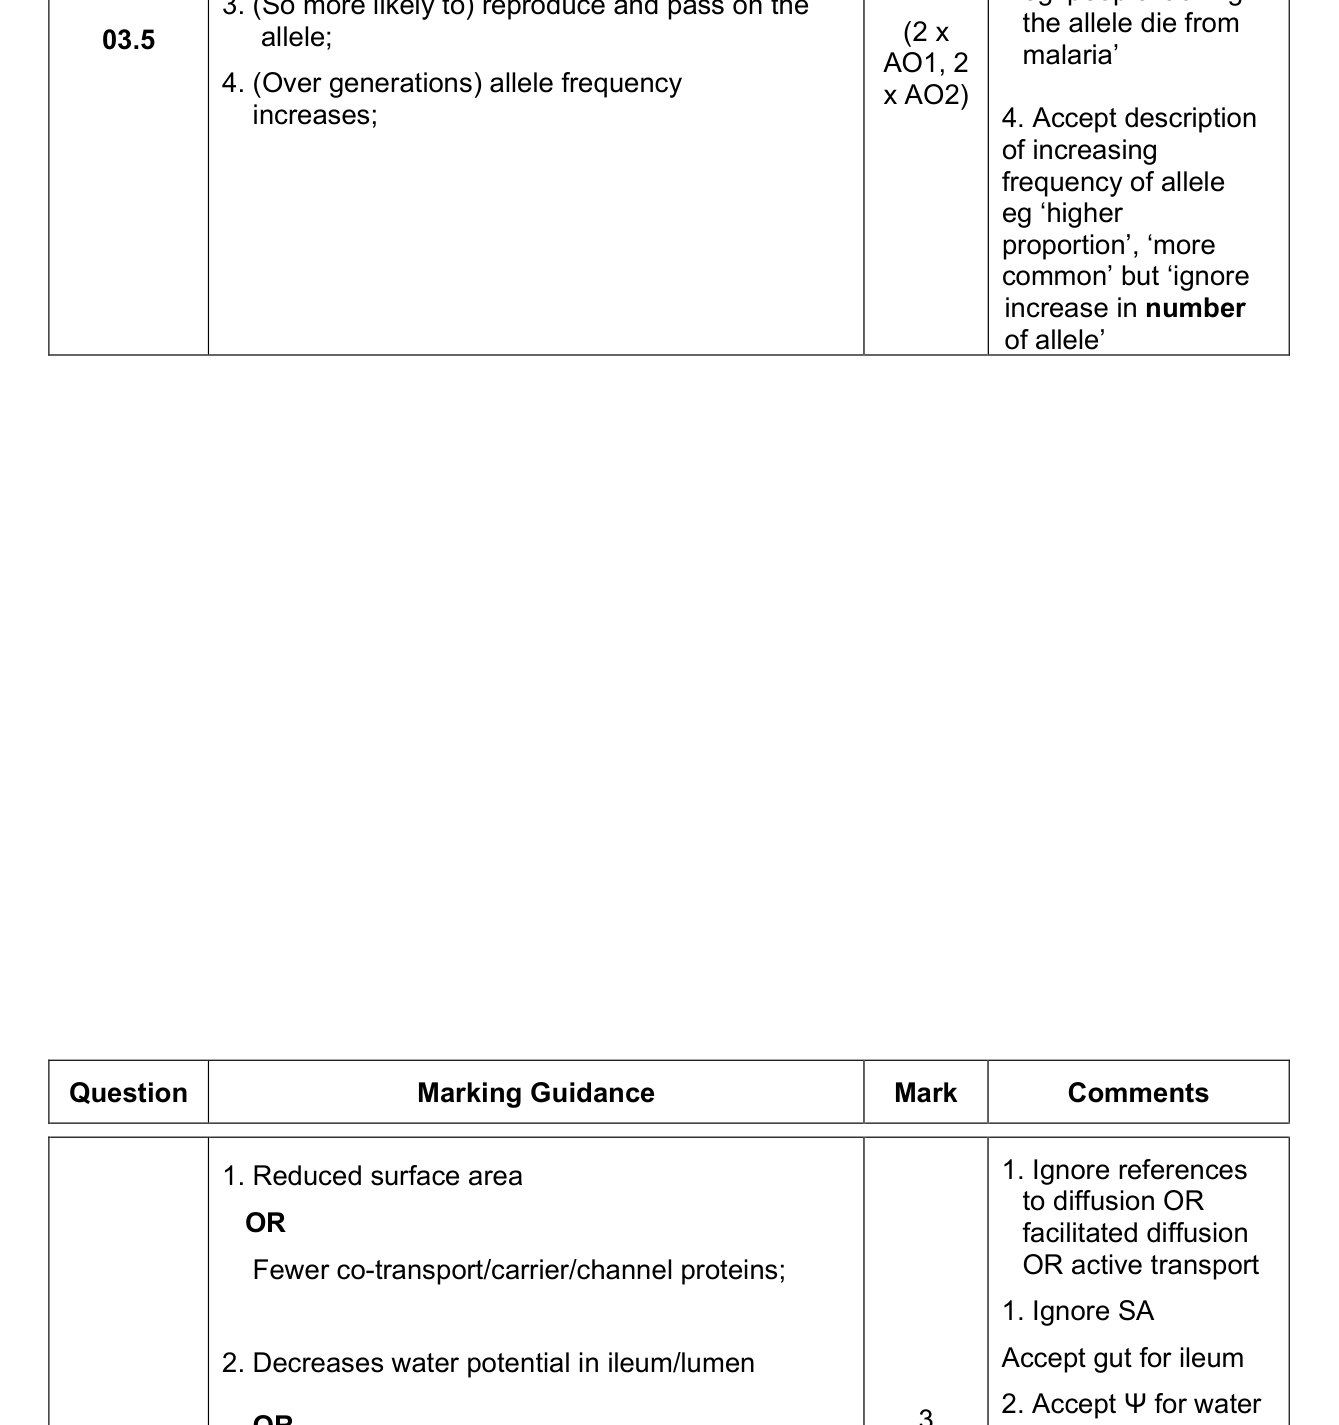 3. (So more likely to) reproduce and pass on the
allele;
4. (Over generations) allele frequency
increases;
03.5
(2 x
AO1, 2
x AO2)
the allele die from
malaria’
4. Accept description
of increasing
frequency of allele
eg ‘higher
proportion’, ‘more
common’ but ‘ignore
increase in number
of allele’
Question Marking Guidance Mark Comments
1. Reduced surface area
OR
Fewer co-transport/carrier/channel proteins;
2. Decreases water potential in ileum/lumen
OR
3
1. Ignore references
to diffusion OR
facilitated diffusion
OR active transport
1. Ignore SA
Accept gut for ileum
2. Accept Ψ for water